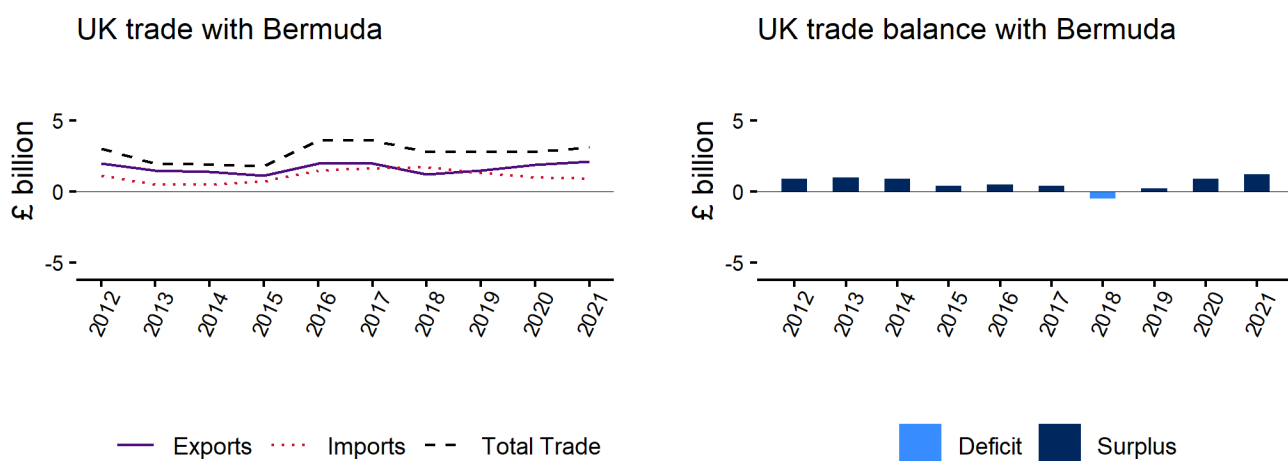 UK trade with Bermuda
£ billion
5
0
-5
2012 2013 2014 2015 2016 2017 2018 2019 2020 2021
Exports Imports Total Trade
UK trade balance with Bermuda
£ billion
5
0
-5
2012 2013 2014 2015 2016 2017 2018 2019 2020 2021
Deficit Surplus